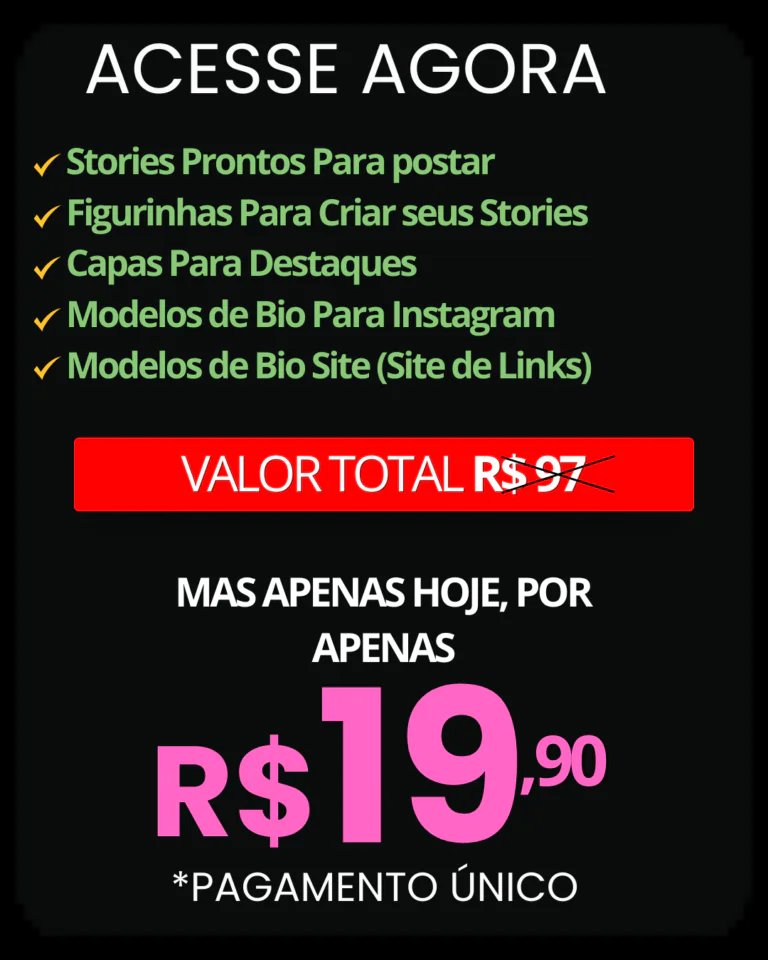 ACESSE AGORA
Stories Prontos Para postar
Figurinhas Para Criar seus Stories
Capas Para Destaques
Modelos de Bio Para Instagram
Modelos de Bio Site (Site de Links)
VALOR TOTAL R$ 97
MAS APENAS HOJE, POR
APENAS
R$19,90
*PAGAMENTO ÚNICO